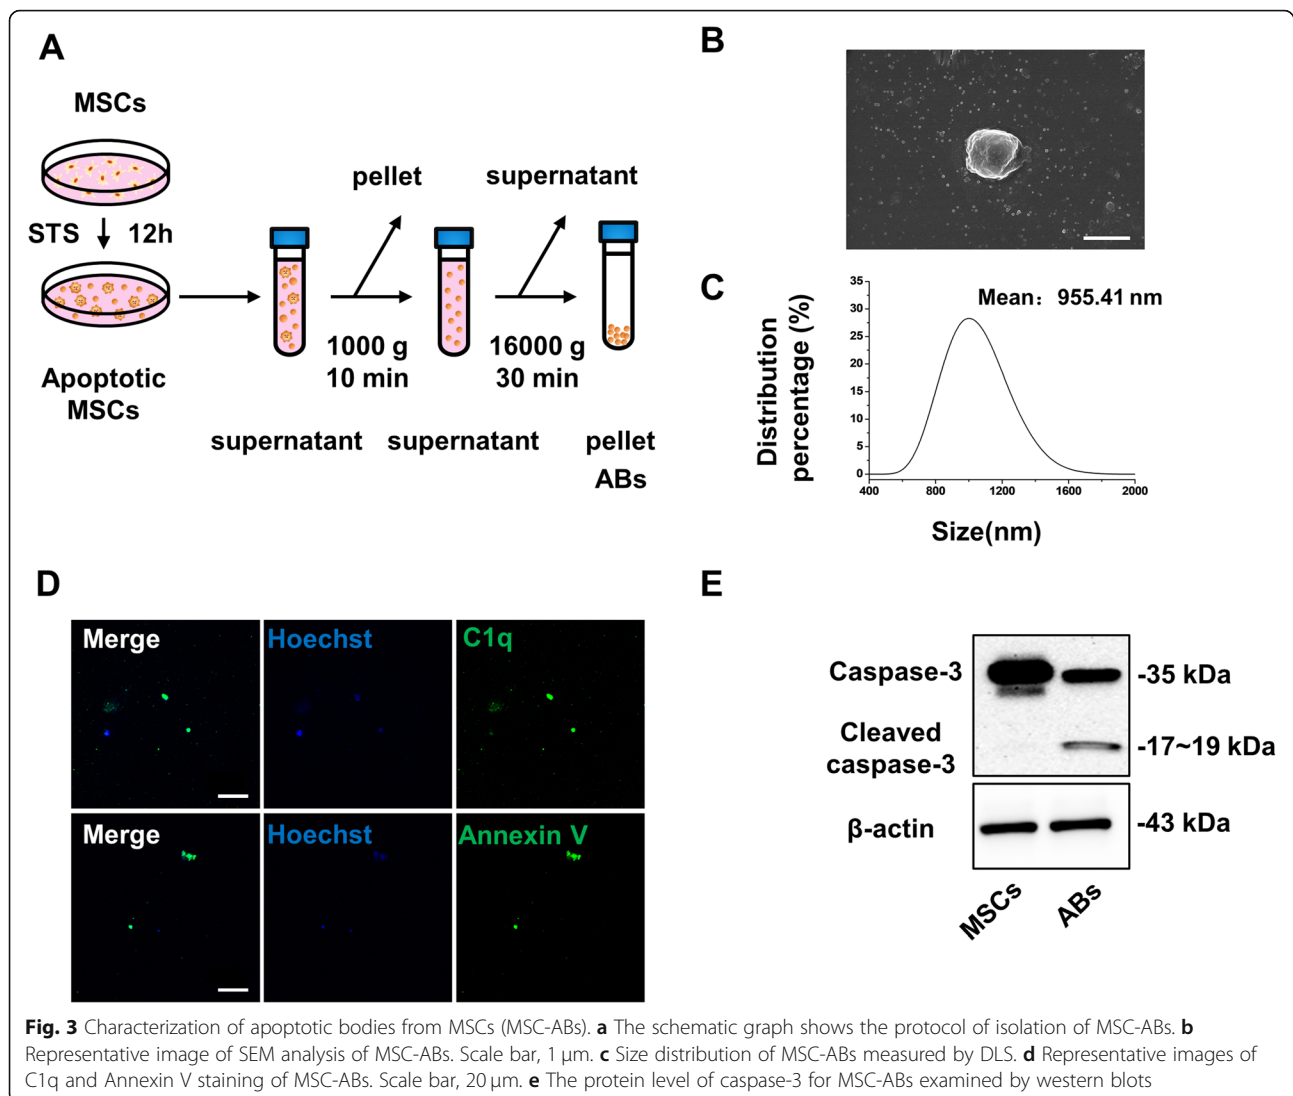 A
MSCs
STS
12h
Apoptotic
MSCs
pellet
supernatant
1000 g
10 min
16000 g
30 min
supernatant
supernatant
pellet
ABs
B
C
Mean：955.41 nm
Distribution
percentage (%)
35
30
25
20
15
10
5
0
400
800
1200
1600
2000
Size(nm)
D
Merge
Hoechst
C1q
Merge
Hoechst
Annexin V
E
Caspase-3
-35 kDa
Cleaved
caspase-3
-17~19 kDa
β-actin
-43 kDa
MSCs
ABs
Fig. 3 Characterization of apoptotic bodies from MSCs (MSC-ABs). a The schematic graph shows the protocol of isolation of MSC-ABs. b
Representative image of SEM analysis of MSC-ABs. Scale bar, 1 μm. c Size distribution of MSC-ABs measured by DLS. d Representative images of
C1q and Annexin V staining of MSC-ABs. Scale bar, 20 μm. e The protein level of caspase-3 for MSC-ABs examined by western blots